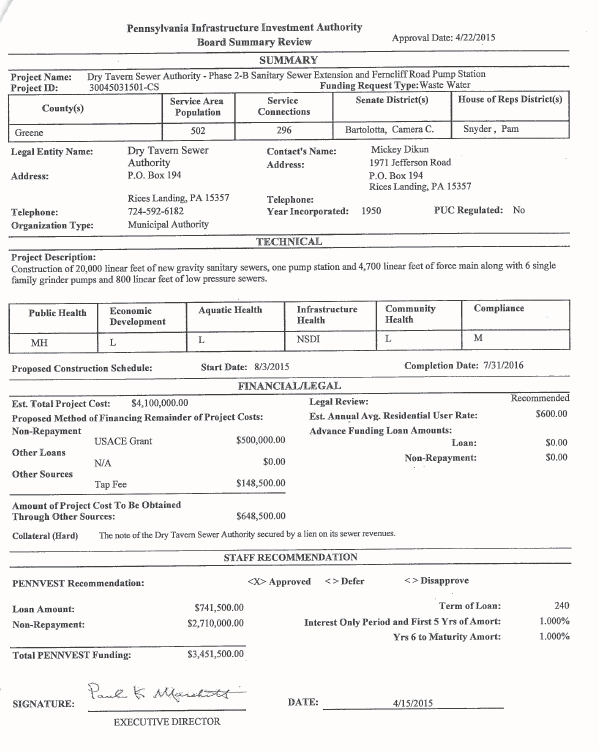 Pennsylvania Infrastructure Investment Authority
Board Summary Review
Approval Date: 4/22/2015
SUMMARY
Project Name: Dry Tavern Sewer Authority - Phase 2-B Sanitary Sewer Extension and Ferncliff Road Pump Station
Project ID: 30045031501-CS Funding Request Type: Waste Water
County(s) Service Area Population Service Connections Senate District(s) House of Reps District(s)
Greene 502 296 Bartolotta, Camera C. Snyder , Pam
Legal Entity Name: Dry Tavern Sewer Authority Contact's Name: Mickey Dikun
Address: P.O. Box 194 Address: 1971 Jefferson Road
P.O. Box 194
Rices Landing, PA 15357 Rices Landing, PA 15357
Telephone:
Telephone: 724-592-6182 Year Incorporated: 1950 PUC Regulated: No
Organization Type: Municipal Authority
TECHNICAL
Project Description:
Construction of 20,000 linear feet of new gravity sanitary sewers, one pump station and 4,700 linear feet of force main along with 6 single
family grinder pumps and 800 linear feet of low pressure sewers.
Public Health Economic Development Aquatic Health Infrastructure Health Community Health Compliance
MH L L NSDI L M
Proposed Construction Schedule: Start Date: 8/3/2015 Completion Date: 7/31/2016
FINANCIAL/LEGAL
Est. Total Project Cost: $4,100,000.00 Legal Review: Recommended
Proposed Method of Financing Remainder of Project Costs: Est. Annual Avg. Residential User Rate: $600.00
Non-Repayment Advance Funding Loan Amounts:
USACE Grant $500,000.00 Loan: $0.00
Other Loans
N/A $0.00 Non-Repayment: $0.00
Other Sources
Tap Fee $148,500.00
Amount of Project Cost To Be Obtained
Through Other Sources: $648,500.00
Collateral (Hard) The note of the Dry Tavern Sewer Authority secured by a lien on its sewer revenues.
STAFF RECOMMENDATION
PENNVEST Recommendation: <X> Approved < > Defer < > Disapprove
Loan Amount: $741,500.00 Term of Loan: 240
Non-Repayment: $2,710,000.00 Interest Only Period and First 5 Yrs of Amort: 1.000%
Yrs 6 to Maturity Amort: 1.000%
Total PENNVEST Funding: $3,451,500.00
SIGNATURE: Paul K. DATE: 4/15/2015
EXECUTIVE DIRECTOR